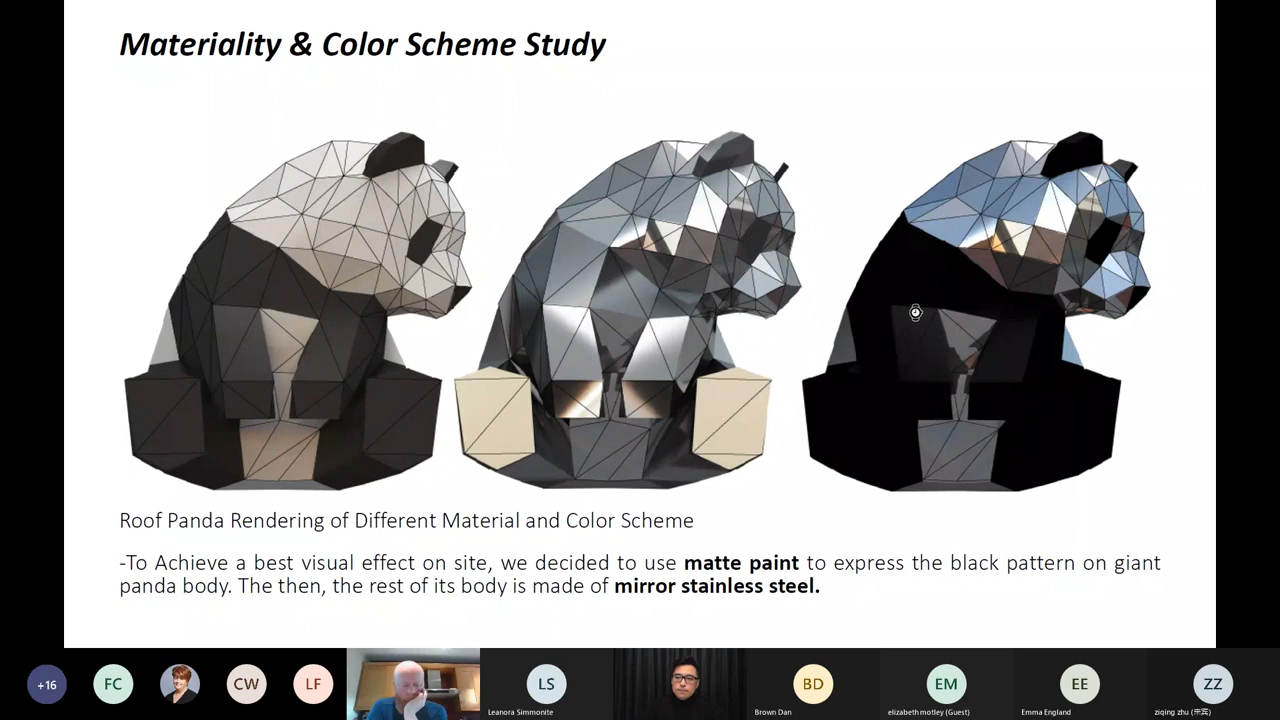 Materiality & Color Scheme Study
Roof Panda Rendering of Different Material and Color Scheme
-To Achieve a best visual effect on site, we decided to use matte paint to express the black pattern on giant
panda body. The then, the rest of its body is made of mirror stainless steel.
+16
FC
CW
LF
LS
BD
EM
EE
ZZ
Leanora Simmonite
Brown Dan
elizabeth motley (Guest)
Emma England
ziqing zhu (来宾)